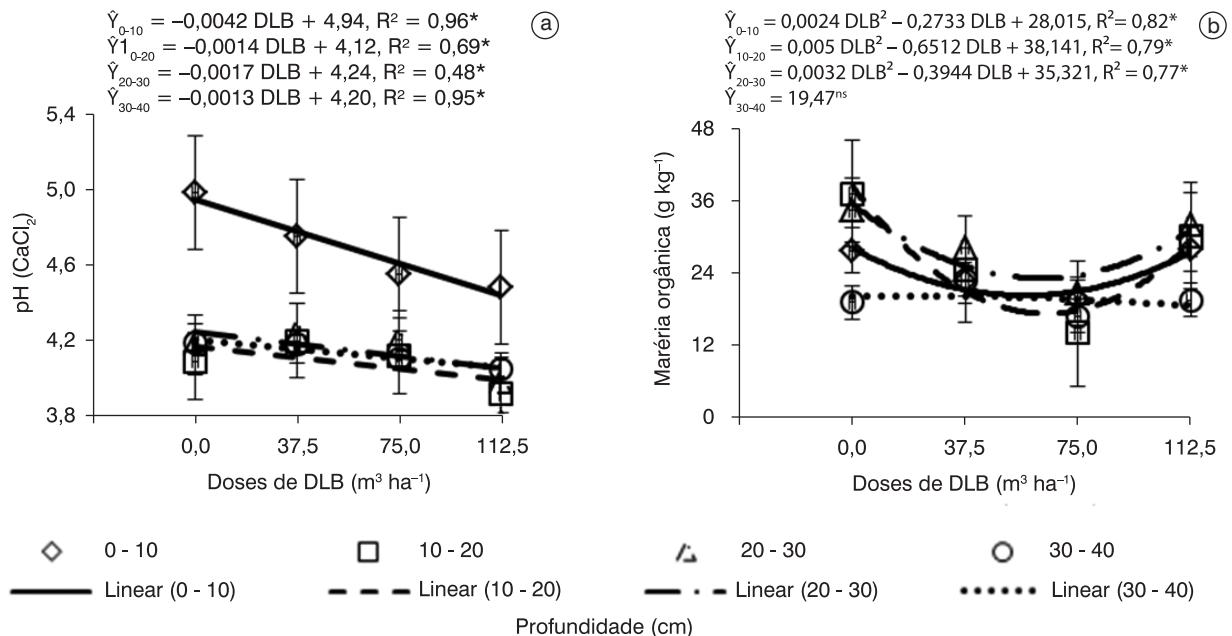 Ŷ₀₋₁₀ = −0,0042 DLB + 4,94, R² = 0,96*
Ŷ1₀₋₂₀ = −0,0014 DLB + 4,12, R² = 0,69*
Ŷ₂₀₋₃₀ = −0,0017 DLB + 4,24, R² = 0,48*
Ŷ₃₀₋₄₀ = −0,0013 DLB + 4,20, R² = 0,95*
a
5,4
5,0
4,6
4,2
3,8
pH (CaCl₂)
0,0 37,5 75,0 112,5
Doses de DLB (m³ ha⁻¹)
Ŷ₀₋₁₀ = 0,0024 DLB² − 0,2733 DLB + 28,015, R²= 0,82*
Ŷ₁₀₋₂₀ = 0,005 DLB² − 0,6512 DLB + 38,141, R²= 0,79*
Ŷ₂₀₋₃₀ = 0,0032 DLB² − 0,3944 DLB + 35,321, R² = 0,77*
Ŷ₃₀₋₄₀ = 19,47ⁿˢ
b
48
36
24
12
0
Maréria orgânica (g kg⁻¹)
0,0 37,5 75,0 112,5
Doses de DLB (m³ ha⁻¹)
0 - 10 10 - 20 20 - 30 30 - 40
Linear (0 - 10) Linear (10 - 20) Linear (20 - 30) Linear (30 - 40)
Profundidade (cm)